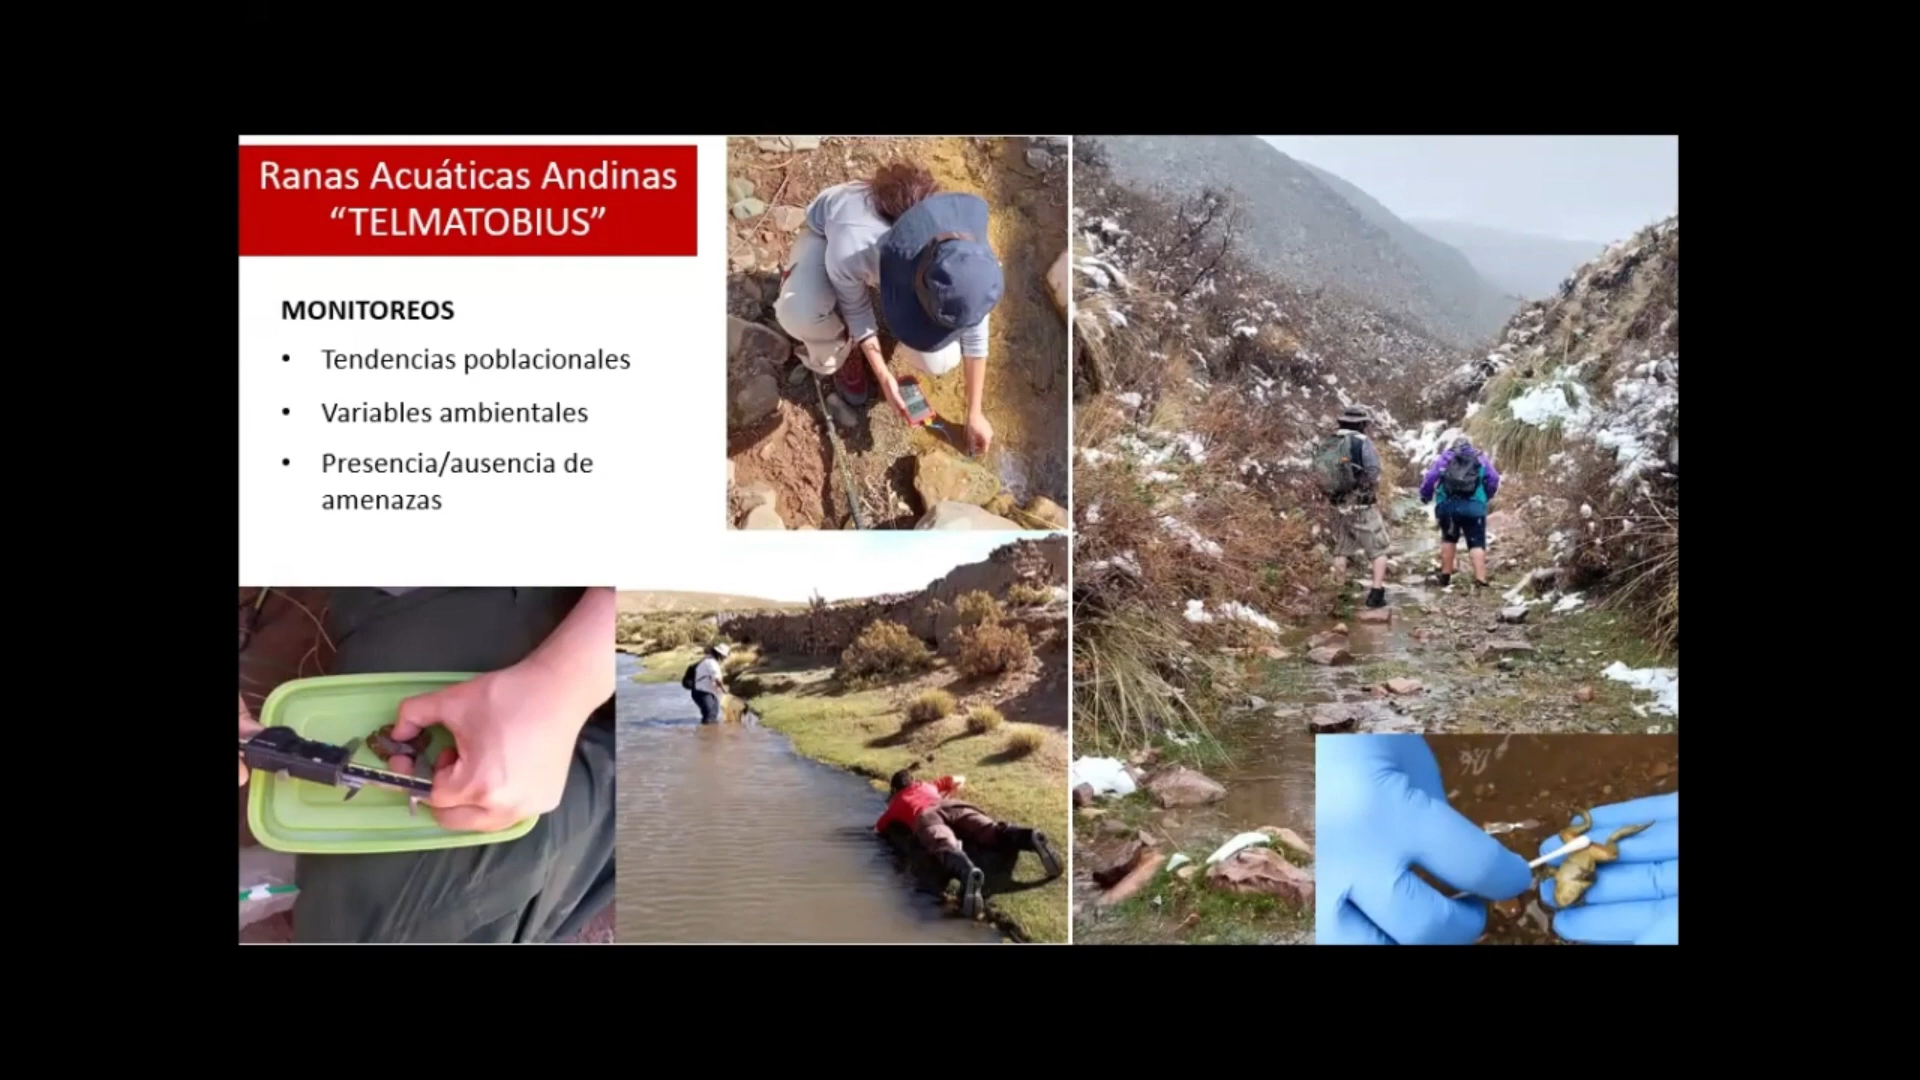 Ranas Acuáticas Andinas
“TELMATOBIUS”
MONITOREOS
• Tendencias poblacionales
• Variables ambientales
• Presencia/ausencia de
amenazas